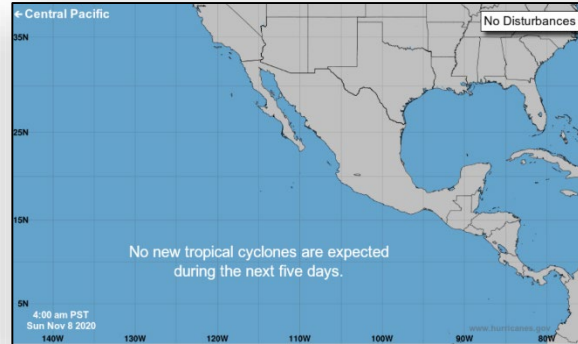 ← Central Pacific
No Disturbances
35N
25N
15N
No new tropical cyclones are expected
during the next five days.
5N
4:00 am PST
Sun Nov 8 2020
www.hurricanes.gov
140W 130W 120W 110W 100W 90W 80W